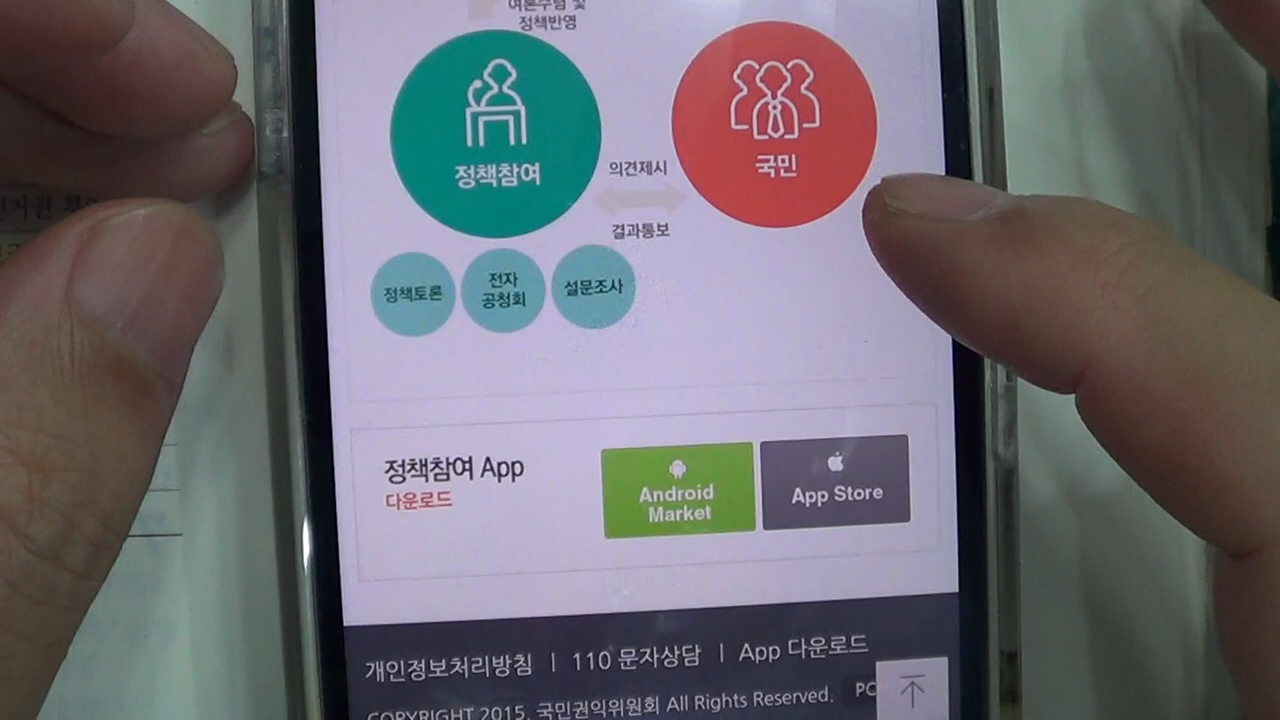 여론수렴 및
정책반영
정책참여
의견제시
국민
결과통보
정책토론
전자
공청회
설문조사
정책참여 App
다운로드
Android
Market
App Store
개인정보처리방침 | 110 문자상담 | App 다운로드
COPYRIGHT 2015. 국민권익위원회 All Rights Reserved. PC